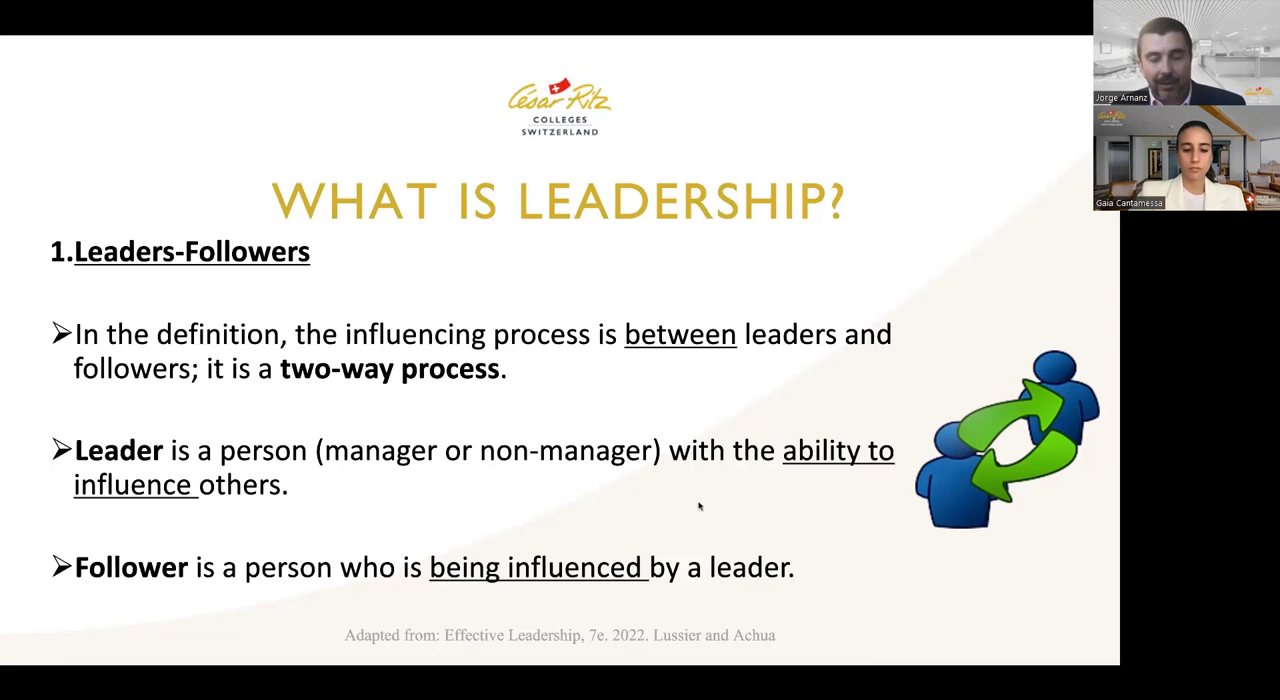 César Ritz
COLLEGES
SWITZERLAND
WHAT IS LEADERSHIP?
1.Leaders-Followers
➢In the definition, the influencing process is between leaders and
followers; it is a two-way process.
➢Leader is a person (manager or non-manager) with the ability to
influence others.
➢Follower is a person who is being influenced by a leader.
Adapted from: Effective Leadership, 7e. 2022. Lussier and Achua
Jorge Arnanz
Gaia Cantamessa